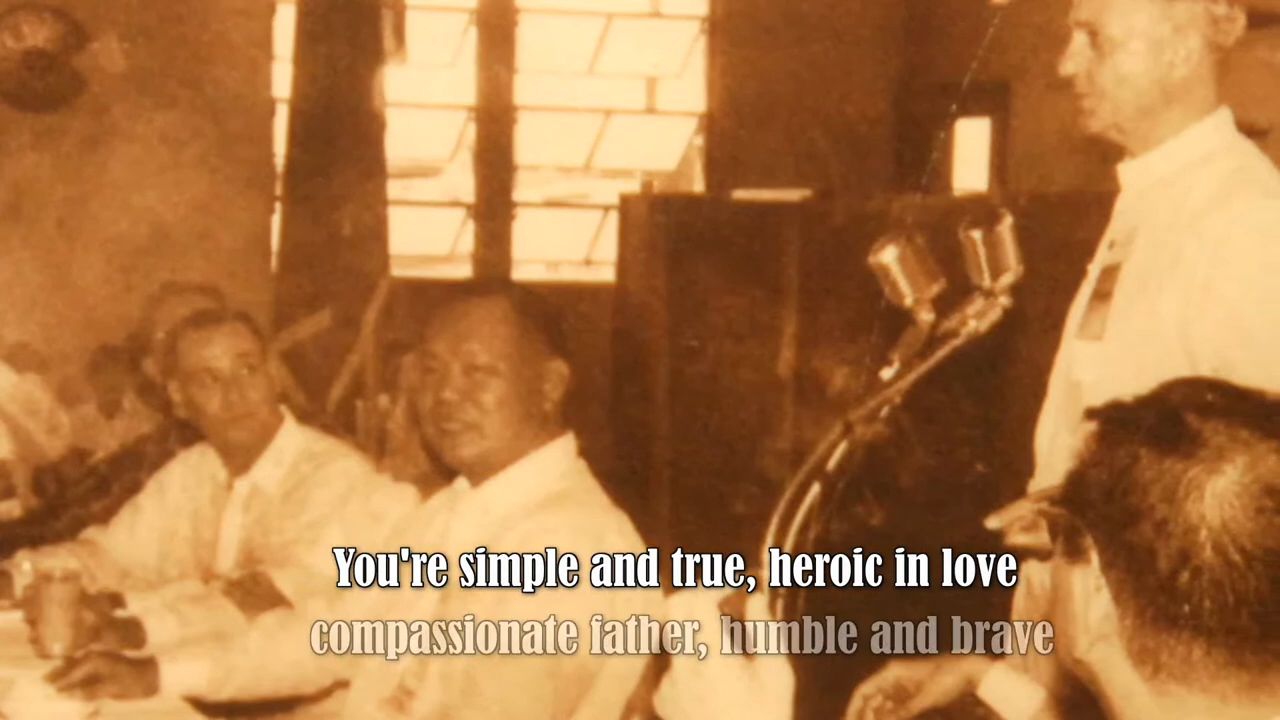 You're simple and true, heroic in love
compassionate father, humble and brave